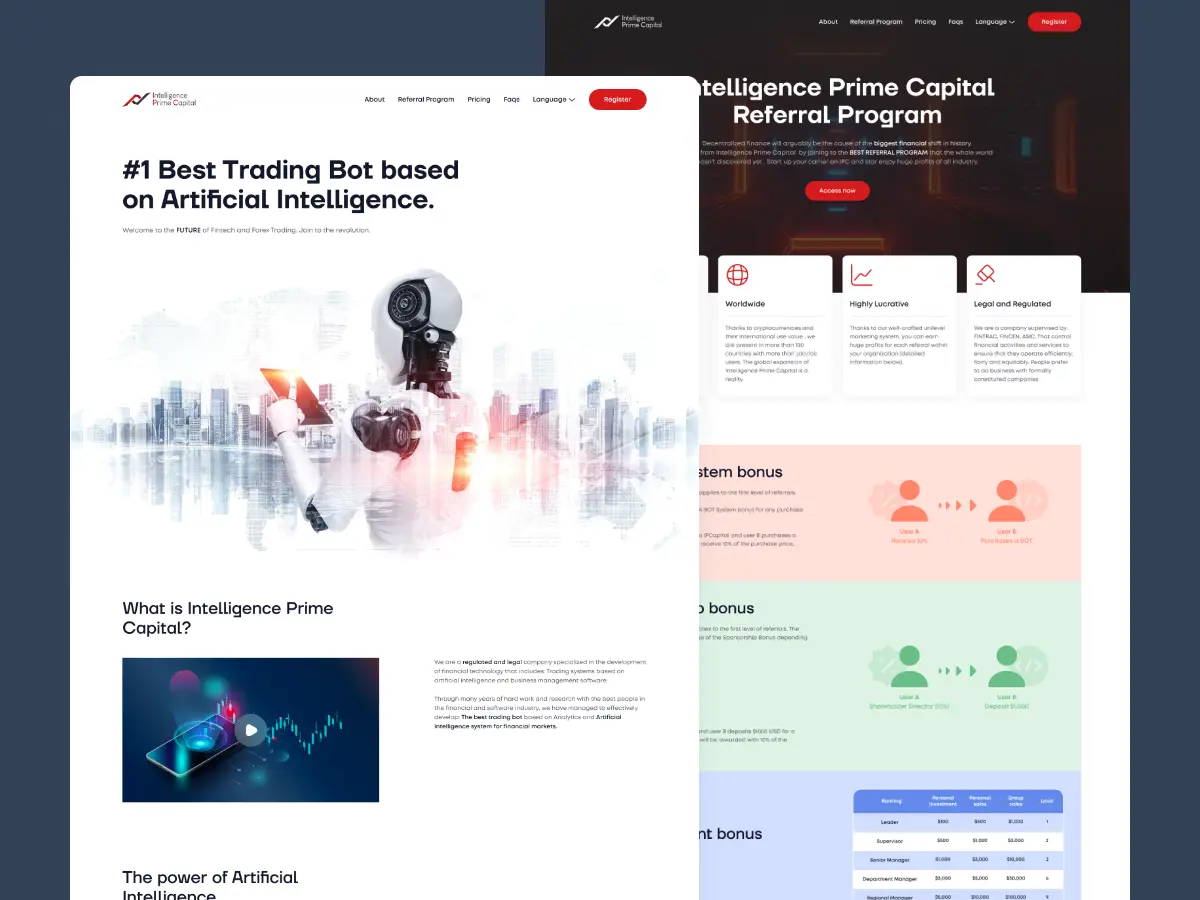 Intelligence
Prime Capital
About Referral Program Pricing Faqs Language Register
#1 Best Trading Bot based
on Artificial Intelligence.
Welcome to the FUTURE of Fintech and Forex Trading. Join to the revolution.
What is Intelligence Prime
Capital?
We are a regulated and legal company specialized in the development
of financial technology that includes: Trading systems based on
artificial intelligence and business management software
Through many years of hard work and research with the best people in
the financial and software industry, we have managed to effectively
develop: The best trading bot based on Analytics and Artificial
Intelligence system for financial markets.
The power of Artificial
Intelligence
Intelligence
Prime Capital
About Referral Program Pricing Faqs Language Register
ntelligence Prime Capital
Referral Program
Decentralized finance will arguably be the cause of the biggest financial shift in history.
from Intelligence Prime Capital by joining to the BEST REFERRAL PROGRAM that the whole world
hasn't discovered yet. Start up your carrier on IPC and star enjoy huge profits of all industry.
Access now
Worldwide
Thanks to cryptocurrencies and
their international use value, we
are present in more than 130
countries with more than
users. The global expansion of
Intelligence Prime Capital is a
reality.
Highly Lucrative
Thanks to our well-crafted unilevel
marketing system, you can earn
huge profits for each referral within
your organization (detailed
information below).
Legal and Regulated
We are a company supervised by:
FINTRAC, FINCEN, ASIC. That control
financial activities and services to
ensure that they operate efficiently,
fairly and equitably. People prefer
to do business with formally
constituted companies
stem bonus
applies to the first level of referrals.
A BOT System bonus for any purchase
IPCapital and user B purchases a
receive 10% of the purchase price.
User A
Receive 10%
User B
Purchases a BOT
p bonus
plies to the first level of referrals. The
of the Sponsorship Bonus depending
user B deposits $1000 USD for a
will be rewarded with 10% of the
User A
Shareholder Director (10%)
User B
Deposit $1,000
nt bonus
Ranking Personal investment Personal sales Group sales Level
Leader $100 $500 $1,000 1
Supervisor $500 $1,000 $5,000 2
Senior Manager $1,000 $3,000 $10,000 3
Department Manager $3,000 $5,000 $30,000 6
Regional Manager $5,000 $10,000 $100,000 9